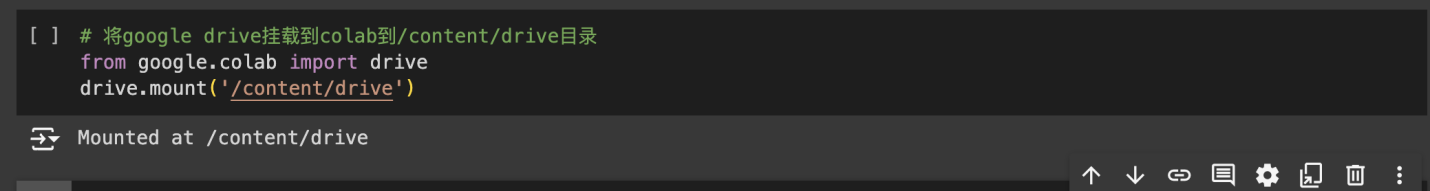 [ ] # 将google drive挂载到colab到/content/drive目录
from google.colab import drive
drive.mount('/content/drive')
Mounted at /content/drive